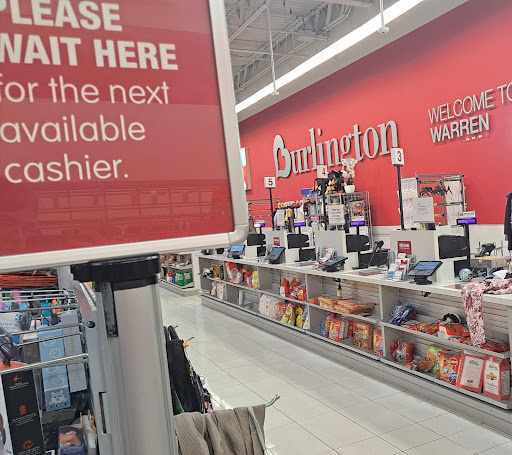 PLEASE
WAIT HERE
for the next
available
cashier.
Burlington
WELCOME TO
WARREN
5
3